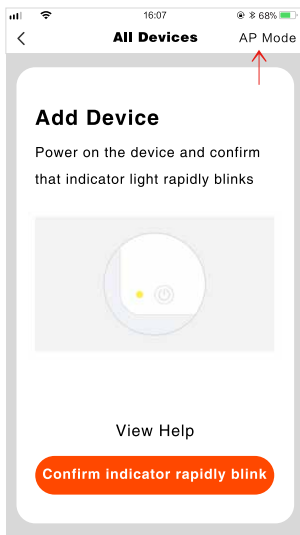 16:07
68%
All Devices
AP Mode
Add Device
Power on the device and confirm
that indicator light rapidly blinks
View Help
Confirm indicator rapidly blink